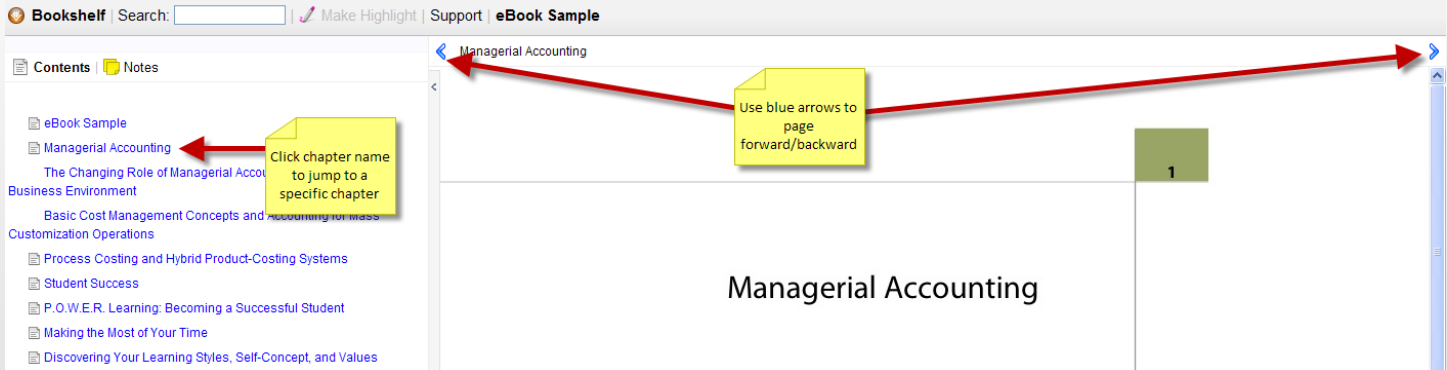 Bookshelf | Search: | Make Highlight | Support | eBook Sample
Contents | Notes
eBook Sample
Managerial Accounting
The Changing Role of Managerial
Business Environment
Basic Cost Management Concepts and Accounting for Mass
Customization Operations
Process Costing and Hybrid Product-Costing Systems
Student Success
P.O.W.E.R. Learning: Becoming a Successful Student
Making the Most of Your Time
Discovering Your Learning Styles, Self-Concept, and Values
Click chapter name
to jump to a
specific chapter
Managerial Accounting
Use blue arrows to
page
forward/backward
1
Managerial Accounting